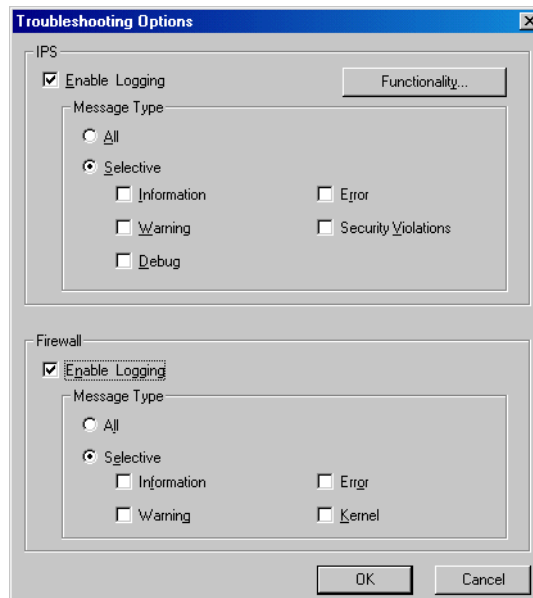 Troubleshooting Options
IPS
Enable Logging
Functionality...
Message Type
All
Selective
Information
Error
Warning
Security Violations
Debug
Firewall
Enable Logging
Message Type
All
Selective
Information
Error
Warning
Kernel
OK
Cancel